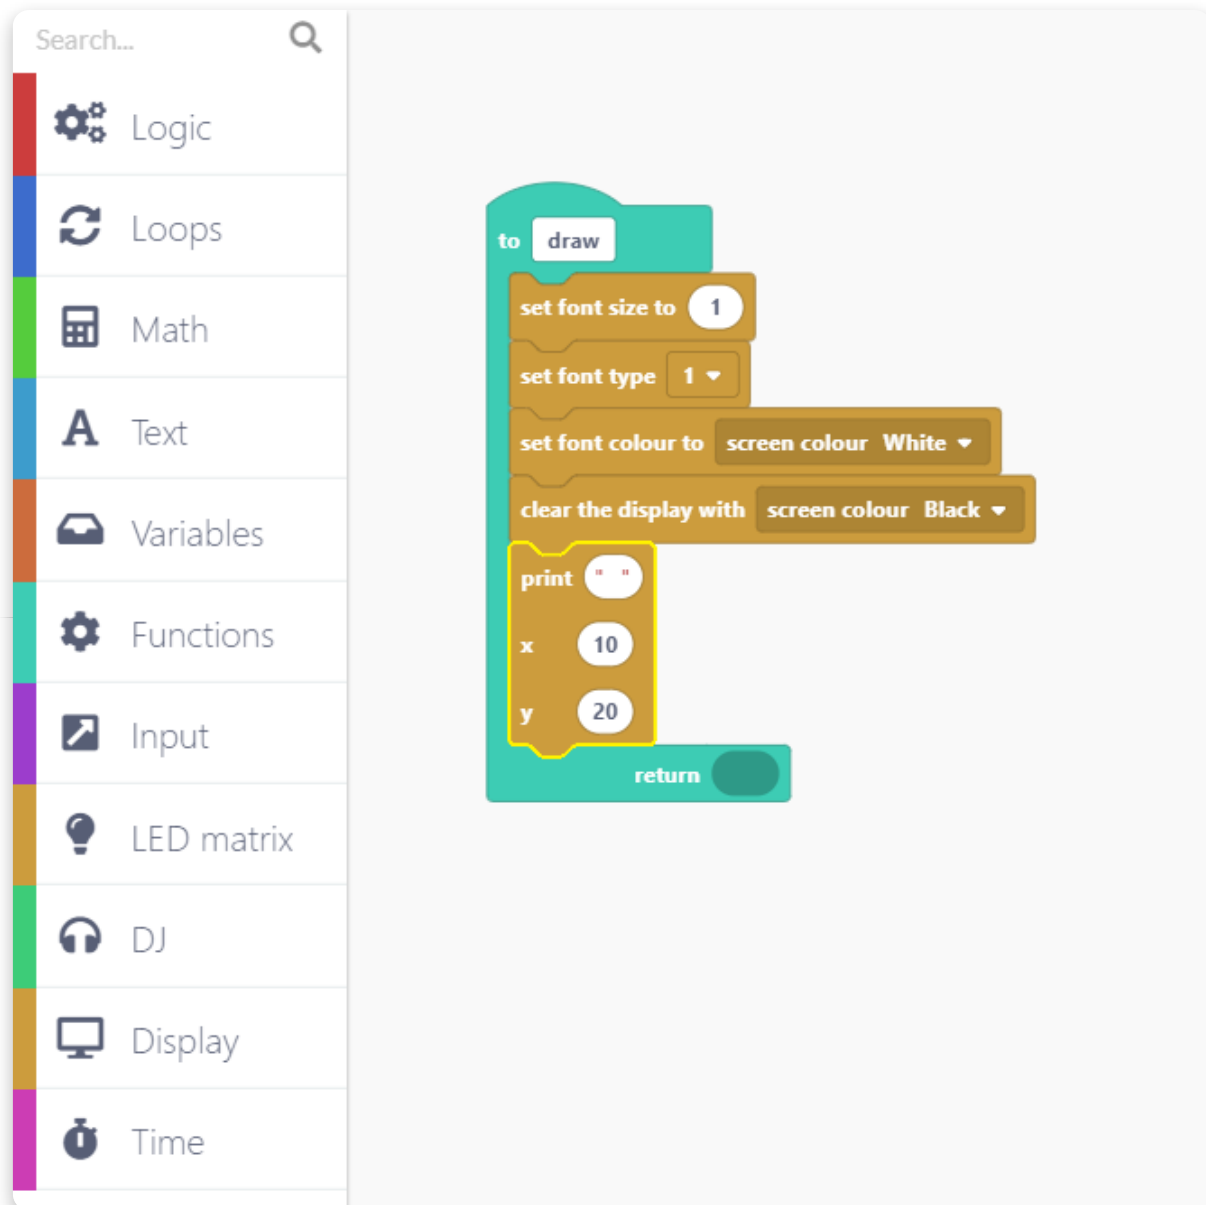 Search...
Logic
Loops
Math
Text
Variables
Functions
Input
LED matrix
DJ
Display
Time
to draw
set font size to 1
set font type 1
set font colour to screen colour White
clear the display with screen colour Black
print " "
x 10
y 20
return